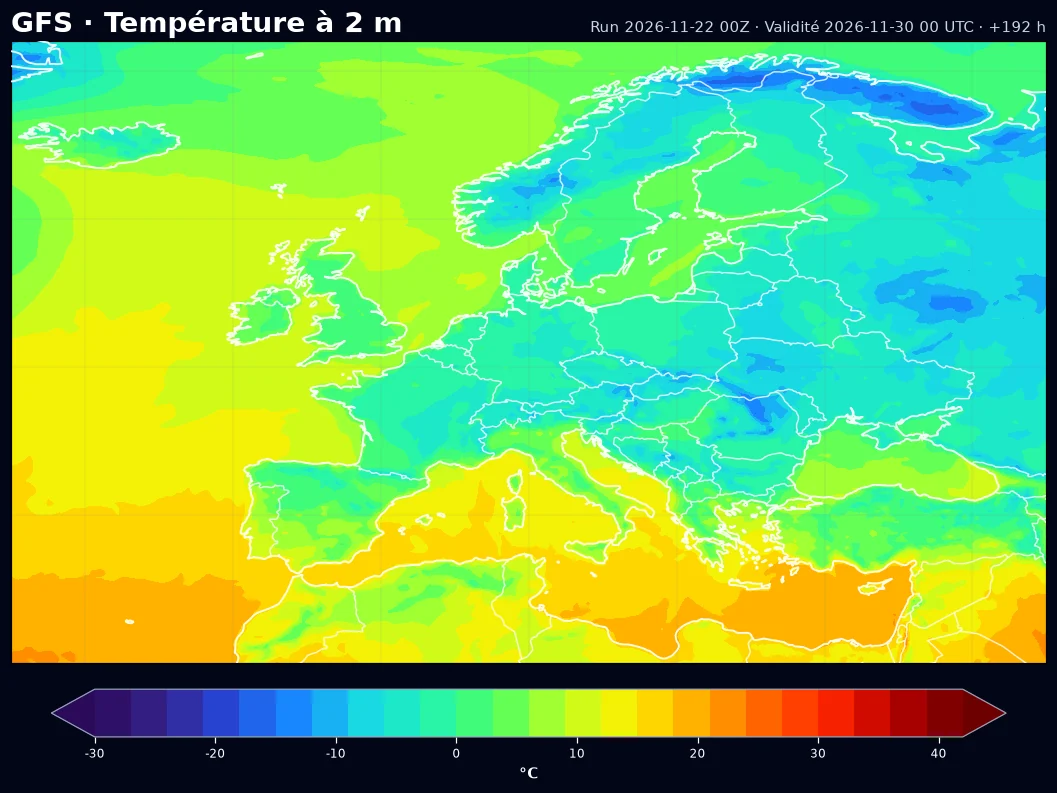 GFS · Température à 2 m
Run 2026-11-22 00Z · Validité 2026-11-30 00 UTC · +192 h
-30 -20 -10 0 10 20 30 40
°C